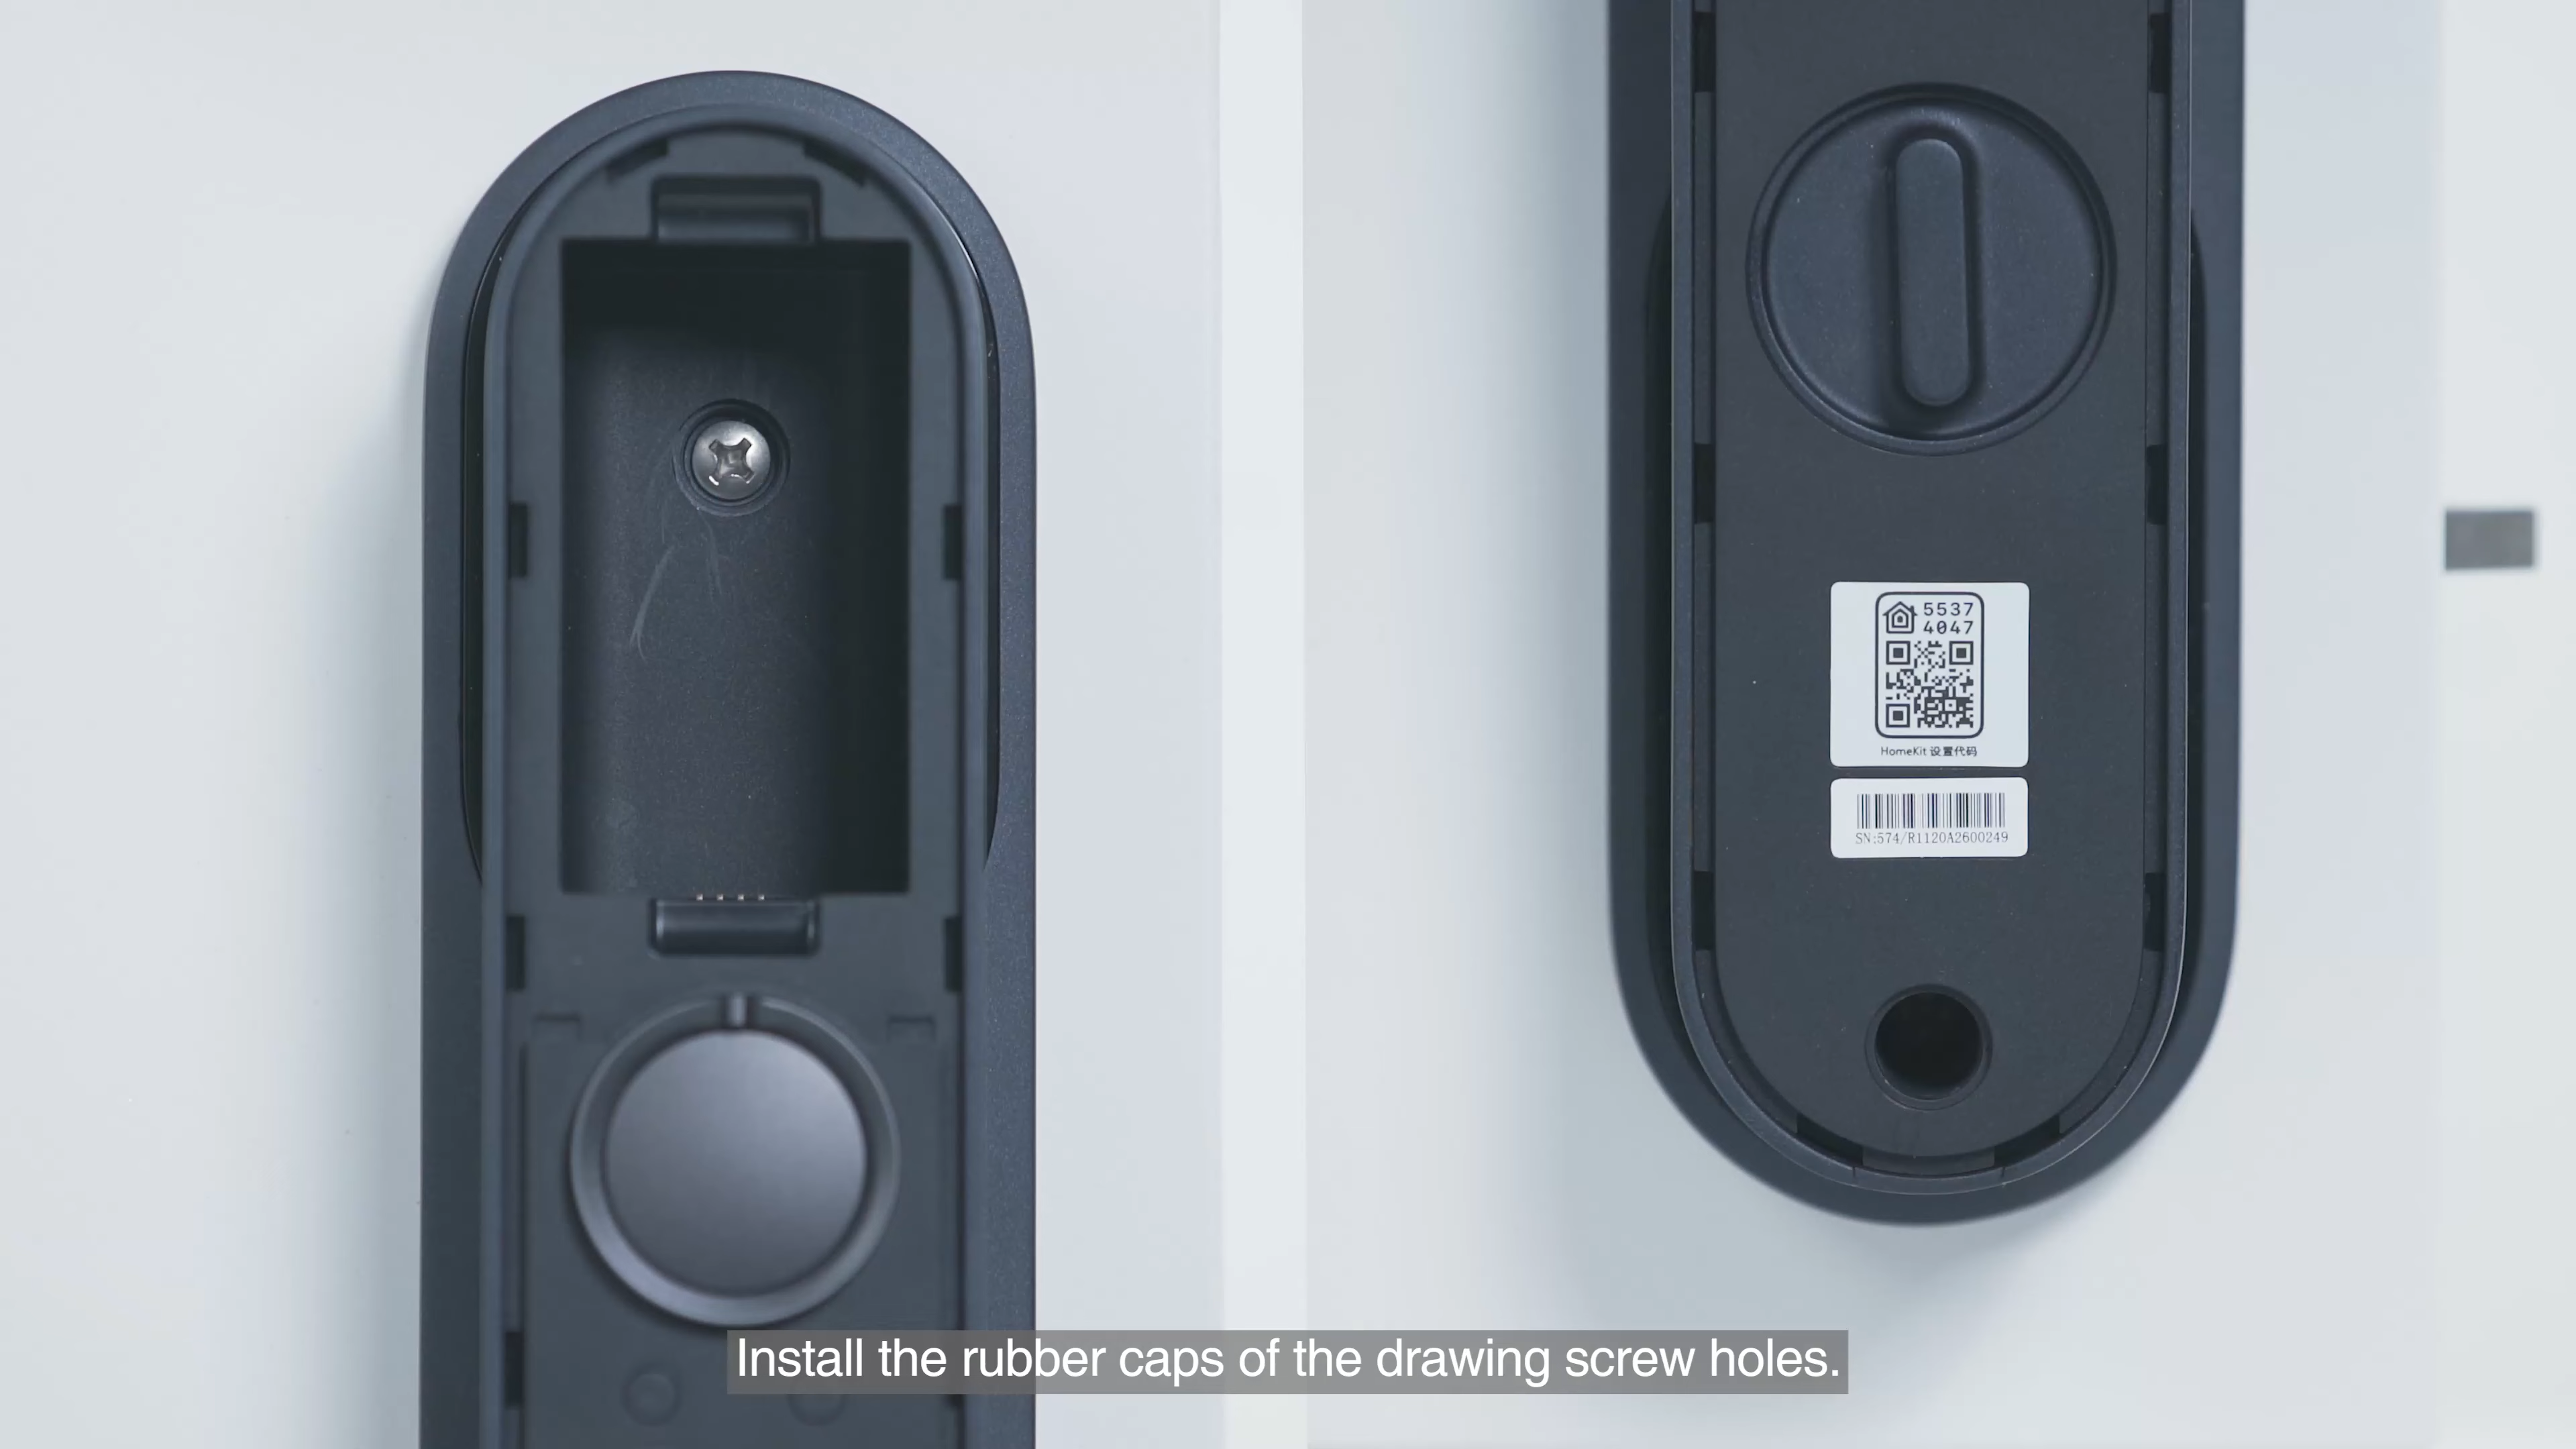 5537
4047
HomeKit 设置代码
SN:574/R1120A2600249
Install the rubber caps of the drawing screw holes.